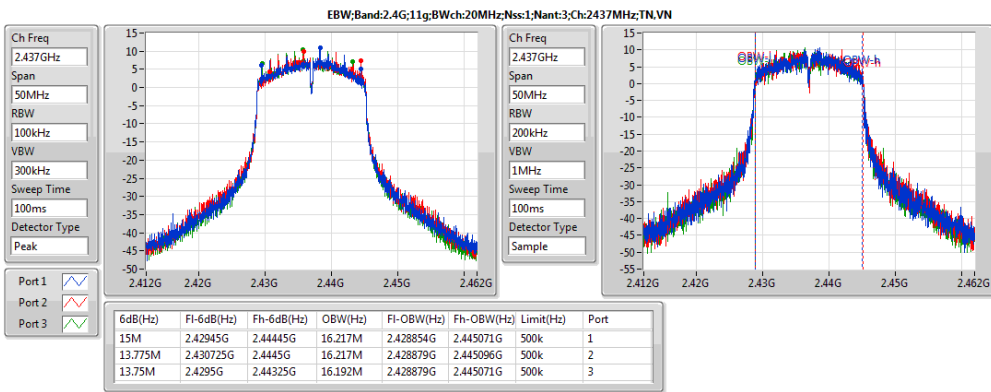 EBW;Band:2.4G;11g;BWch:20MHz;Nss:1;Nant:3;Ch:2437MHz;TN,VN
Ch Freq
2.437GHz
Span
50MHz
RBW
100kHz
VBW
300kHz
Sweep Time
100ms
Detector Type
Peak
15
10
5
0
-5
-10
-15
-20
-25
-30
-35
-40
-45
-50
2.412G 2.42G 2.43G 2.44G 2.45G 2.462G
Ch Freq
2.437GHz
Span
50MHz
RBW
200kHz
VBW
1MHz
Sweep Time
100ms
Detector Type
Sample
15
10
5
0
-5
-10
-15
-20
-25
-30
-35
-40
-45
-50
-55
OBW-h
2.412G 2.42G 2.43G 2.44G 2.45G 2.462G
Port 1
Port 2
Port 3
6dB(Hz) Fl-6dB(Hz) Fh-6dB(Hz) OBW(Hz) Fl-OBW(Hz) Fh-OBW(Hz) Limit(Hz) Port
15M 2.42945G 2.44445G 16.217M 2.428854G 2.445071G 500k 1
13.775M 2.430725G 2.4445G 16.217M 2.428879G 2.445096G 500k 2
13.75M 2.4295G 2.44325G 16.192M 2.428879G 2.445071G 500k 3